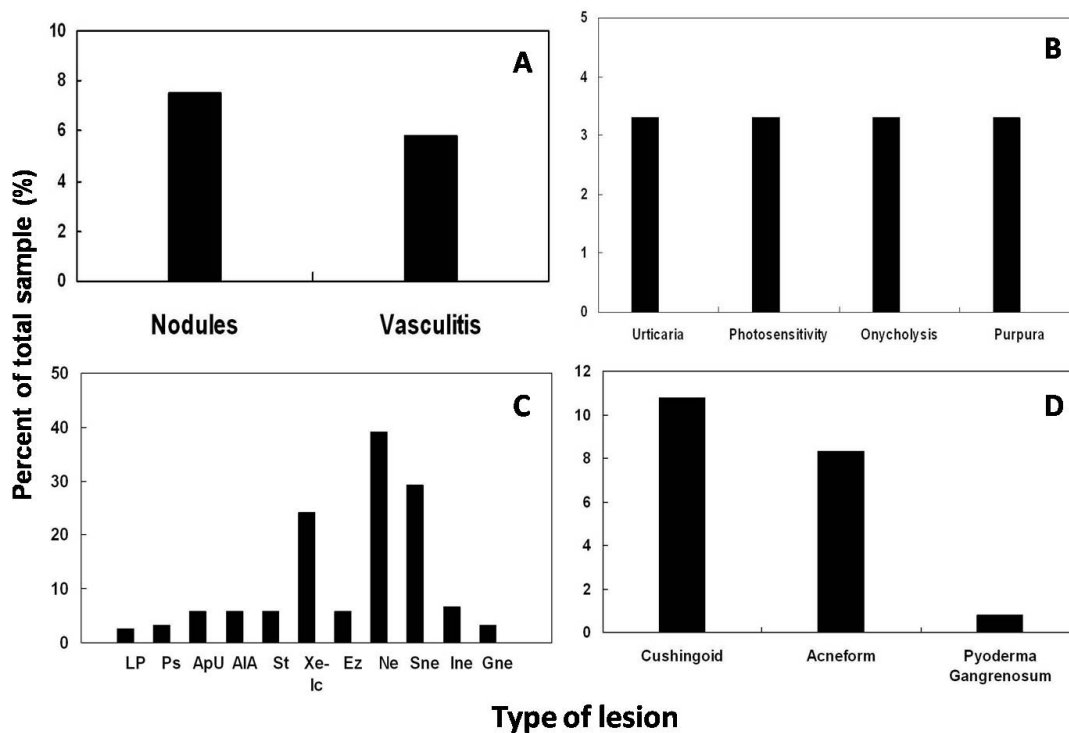 Percent of total sample (%)
A
10
8
6
4
2
0
Nodules Vasculitis
B
5
4
3
2
1
0
Urticaria Photosensitivity Onycholysis Purpura
C
50
40
30
20
10
0
LP Ps ApU AIA St Xe- Ez Ne Sne Ine Gne
Ic
D
12
10
8
6
4
2
0
Cushingoid Acneform Pyoderma
Gangrenosum
Type of lesion